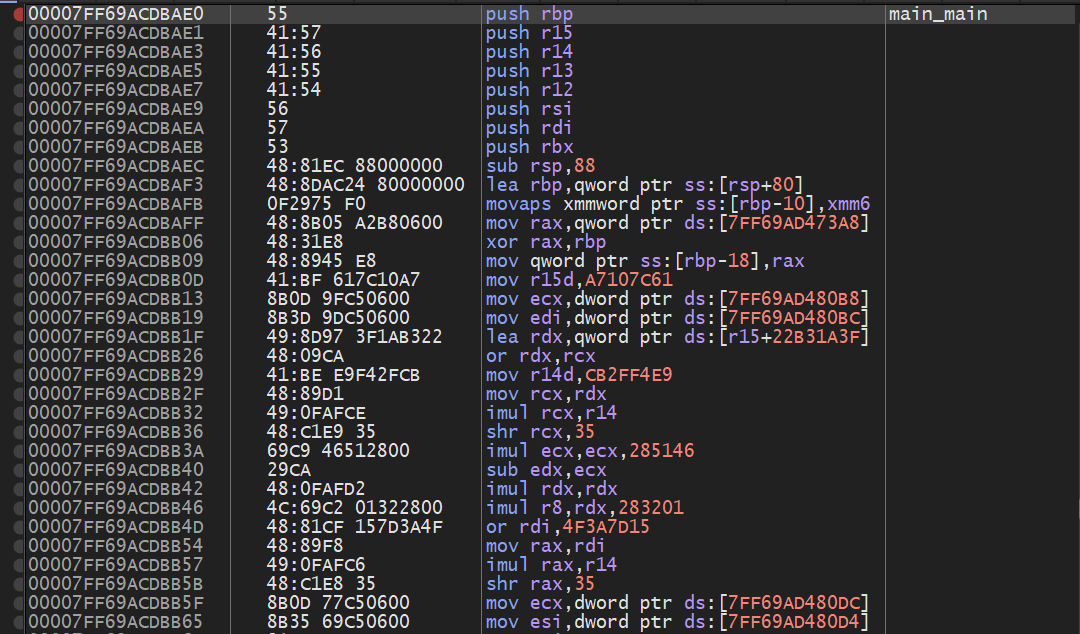 00007FF69ACDBAE0 55 push rbp main_main
00007FF69ACDBAE1 41:57 push r15
00007FF69ACDBAE3 41:56 push r14
00007FF69ACDBAE5 41:55 push r13
00007FF69ACDBAE7 41:54 push r12
00007FF69ACDBAE9 56 push rsi
00007FF69ACDBAEA 57 push rdi
00007FF69ACDBAEB 53 push rbx
00007FF69ACDBAEC 48:81EC 88000000 sub rsp,88
00007FF69ACDBAF3 48:8DAC24 80000000 lea rbp,qword ptr ss:[rsp+80]
00007FF69ACDBAFB 0F2975 F0 movaps xmmword ptr ss:[rbp-10],xmm6
00007FF69ACDBAFF 48:8B05 A2B80600 mov rax,qword ptr ds:[7FF69AD473A8]
00007FF69ACDBB06 48:31E8 xor rax,rbp
00007FF69ACDBB09 48:8945 E8 mov qword ptr ss:[rbp-18],rax
00007FF69ACDBB0D 41:BF 617C10A7 mov r15d,A7107C61
00007FF69ACDBB13 8B0D 9FC50600 mov ecx,dword ptr ds:[7FF69AD480B8]
00007FF69ACDBB19 8B3D 9DC50600 mov edi,dword ptr ds:[7FF69AD480BC]
00007FF69ACDBB1F 49:8D97 3F1AB322 lea rdx,qword ptr ds:[r15+22B31A3F]
00007FF69ACDBB26 48:09CA or rdx,rcx
00007FF69ACDBB29 41:BE E9F42FCB mov r14d,CB2FF4E9
00007FF69ACDBB2F 48:89D1 mov rcx,rdx
00007FF69ACDBB32 49:0FAFCE imul rcx,r14
00007FF69ACDBB36 48:C1E9 35 shr rcx,35
00007FF69ACDBB3A 69C9 46512800 imul ecx,ecx,285146
00007FF69ACDBB40 29CA sub edx,ecx
00007FF69ACDBB42 48:0FAFD2 imul rdx,rdx
00007FF69ACDBB46 4C:69C2 01322800 imul r8,rdx,283201
00007FF69ACDBB4D 48:81CF 157D3A4F or rdi,4F3A7D15
00007FF69ACDBB54 48:89F8 mov rax,rdi
00007FF69ACDBB57 49:0FAFC6 imul rax,r14
00007FF69ACDBB5B 48:C1E8 35 shr rax,35
00007FF69ACDBB5F 8B0D 77C50600 mov ecx,dword ptr ds:[7FF69AD480DC]
00007FF69ACDBB65 8B35 69C50600 mov esi,dword ptr ds:[7FF69AD480D4]